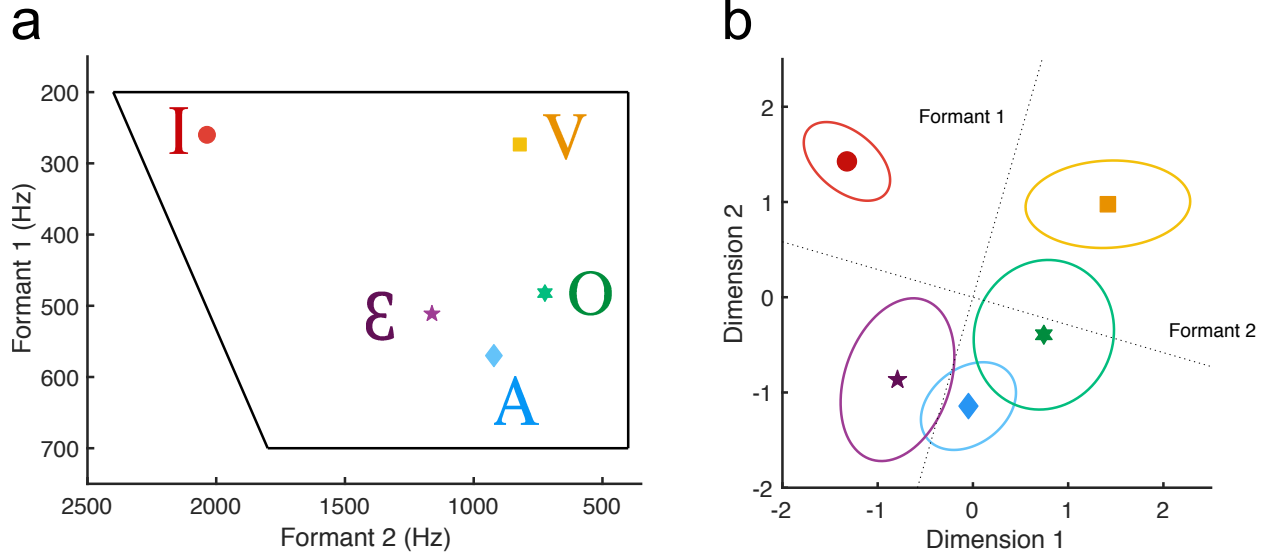 a
200
300
400
500
600
700
Formant 1 (Hz)
2500
2000
1500
1000
500
Formant 2 (Hz)
I
V
Ɛ
O
A
b
2
1
0
-1
-2
Dimension 2
-2
-1
0
1
2
Dimension 1
Formant 1
Formant 2